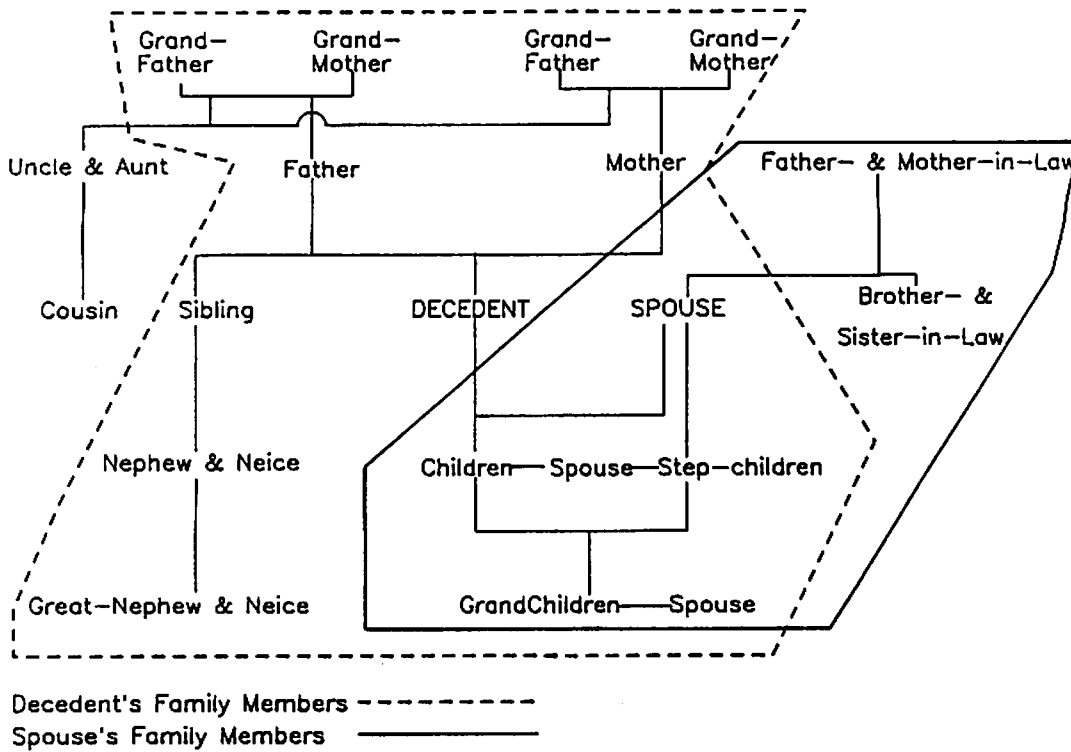 Grand-
Father
Grand-
Mother
Grand-
Father
Grand-
Mother
Uncle & Aunt
Father
Mother
Father- & Mother-in-Law
Cousin
Sibling
DECEDENT
SPOUSE
Brother- &
Sister-in-Law
Nephew & Neice
Children
Spouse
Step-children
Great-Nephew & Neice
GrandChildren
Spouse
Decedent's Family Members
Spouse's Family Members